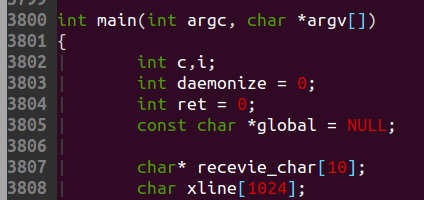 3800 int main(int argc, char *argv[])
3801 {
3802 int c,i;
3803 int daemonize = 0;
3804 int ret = 0;
3805 const char *global = NULL;
3806
3807 char* recevie_char[10];
3808 char xline[1024];